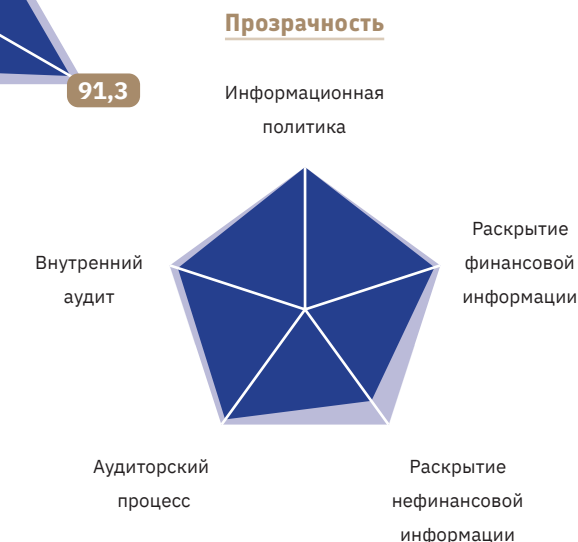 Прозрачность
91,3
Информационная
политика
Раскрытие
финансовой
информации
Внутренний
аудит
Аудиторский
процесс
Раскрытие
нефинансовой
информации